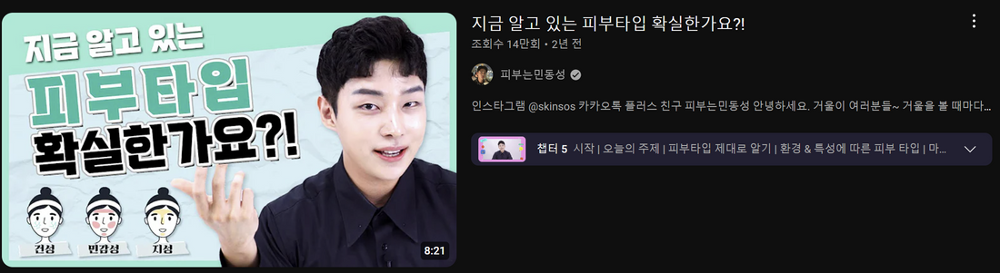 지금 알고 있는
피부타입
확실한가요?!
건성
민감성
지성
8:21
지금 알고 있는 피부타입 확실한가요?!
조회수 14만회 • 2년 전
피부는민동성
인스타그램 @skinsos 카카오톡 플러스 친구 피부는민동성 안녕하세요. 거울이 여러분들~ 거울을 볼 때마다...
챕터 5 시작 | 오늘의 주제 | 피부타입 제대로 알기 | 환경 & 특성에 따른 피부 타입 | 마...